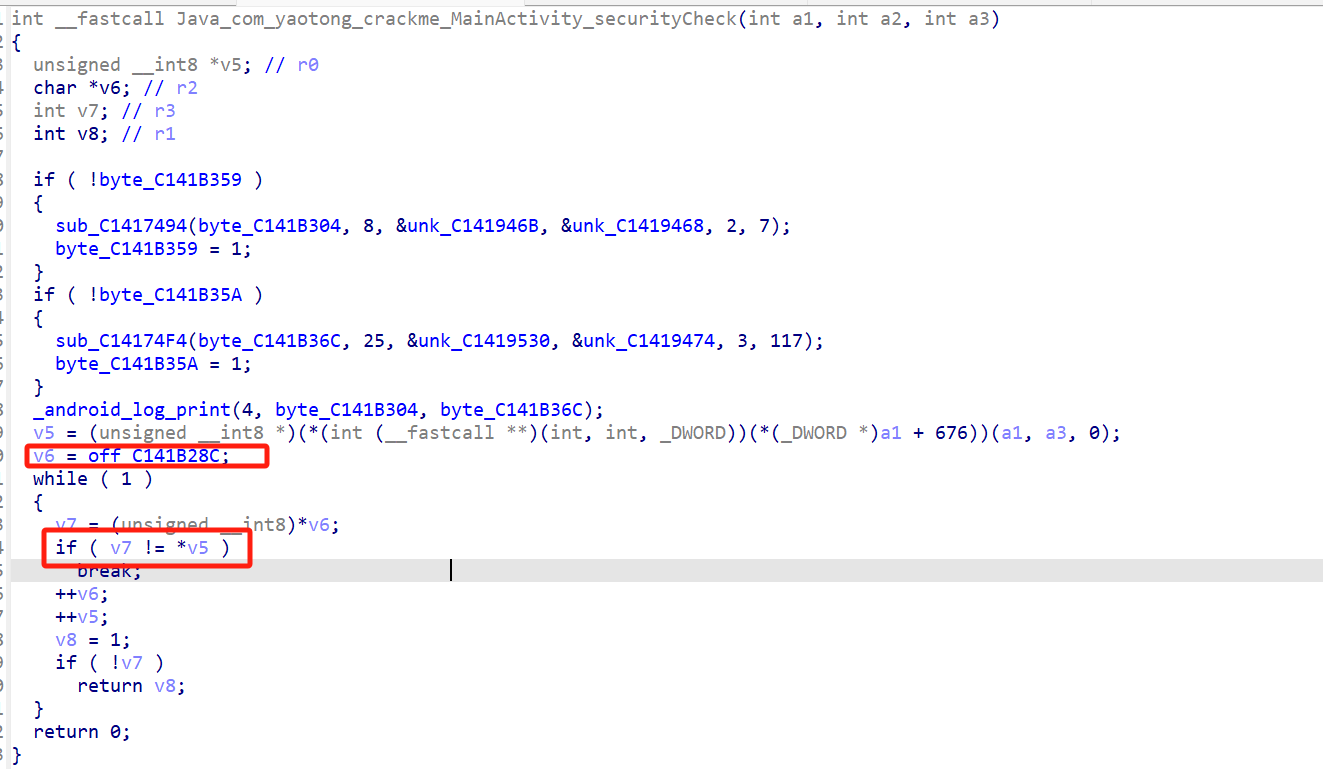 int __fastcall Java_com_yaotong_crackme_MainActivity_securityCheck(int a1, int a2, int a3)
{
unsigned __int8 *v5; // r0
char *v6; // r2
int v7; // r3
int v8; // r1
if ( !byte_C141B359 )
{
sub_C1417494(byte_C141B304, 8, &unk_C141946B, &unk_C1419468, 2, 7);
byte_C141B359 = 1;
}
if ( !byte_C141B35A )
{
sub_C14174F4(byte_C141B36C, 25, &unk_C1419530, &unk_C1419474, 3, 117);
byte_C141B35A = 1;
}
_android_log_print(4, byte_C141B304, byte_C141B36C);
v5 = (unsigned __int8 *)(*(int (__fastcall **)(int, int, _DWORD))(*(_DWORD *)a1 + 676))(a1, a3, 0);
v6 = off_C141B28C;
while ( 1 )
{
v7 = (unsigned __int8)*v6;
if ( v7 != *v5 )
break;
++v6;
++v5;
v8 = 1;
if ( !v7 )
return v8;
}
return 0;
}